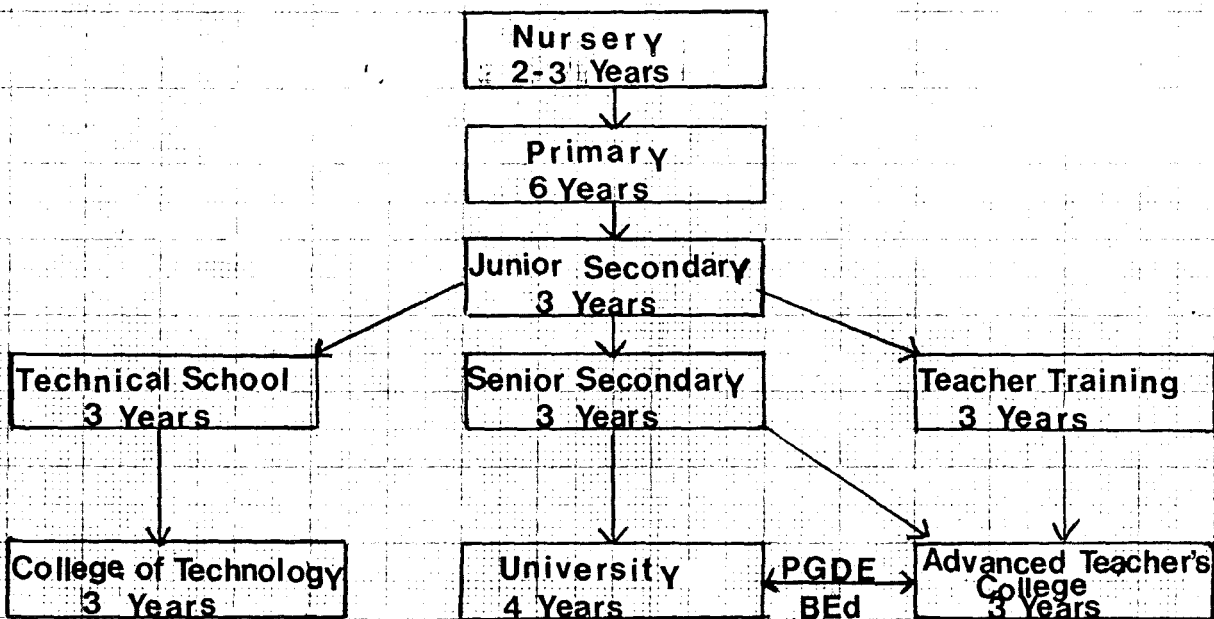 Nursery
2-3 Years
Primary
6 Years
Junior Secondary
3 Years
Technical School
3 Years
Senior Secondary
3 Years
Teacher Training
3 Years
College of Technology
3 Years
University
4 Years
PGDE
BEd
Advanced Teacher's
College
3 Years